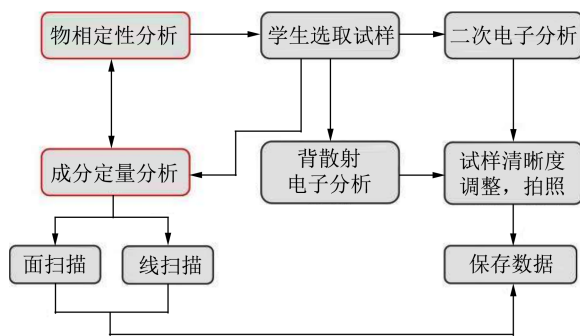 物相定性分析
学生选取试样
二次电子分析
成分定量分析
背散射
电子分析
试样清晰度
调整，拍照
面扫描
线扫描
保存数据